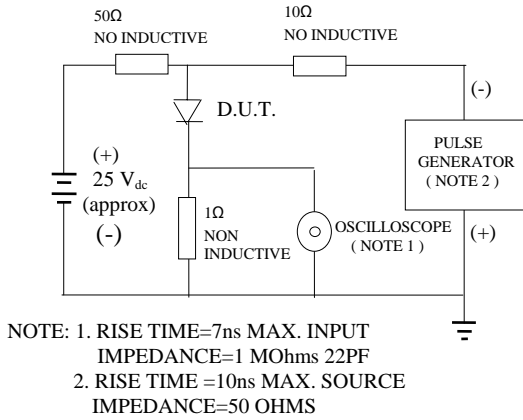 50Ω
NO INDUCTIVE
10Ω
NO INDUCTIVE
D.U.T.
(-)
PULSE
GENERATOR
( NOTE 2 )
(+)
(+)
25 Vdc
(approx)
(-)
1Ω
NON
INDUCTIVE
OSCILLOSCOPE
( NOTE 1 )
NOTE: 1. RISE TIME=7ns MAX. INPUT
IMPEDANCE=1 MOhms 22PF
2. RISE TIME =10ns MAX. SOURCE
IMPEDANCE=50 OHMS